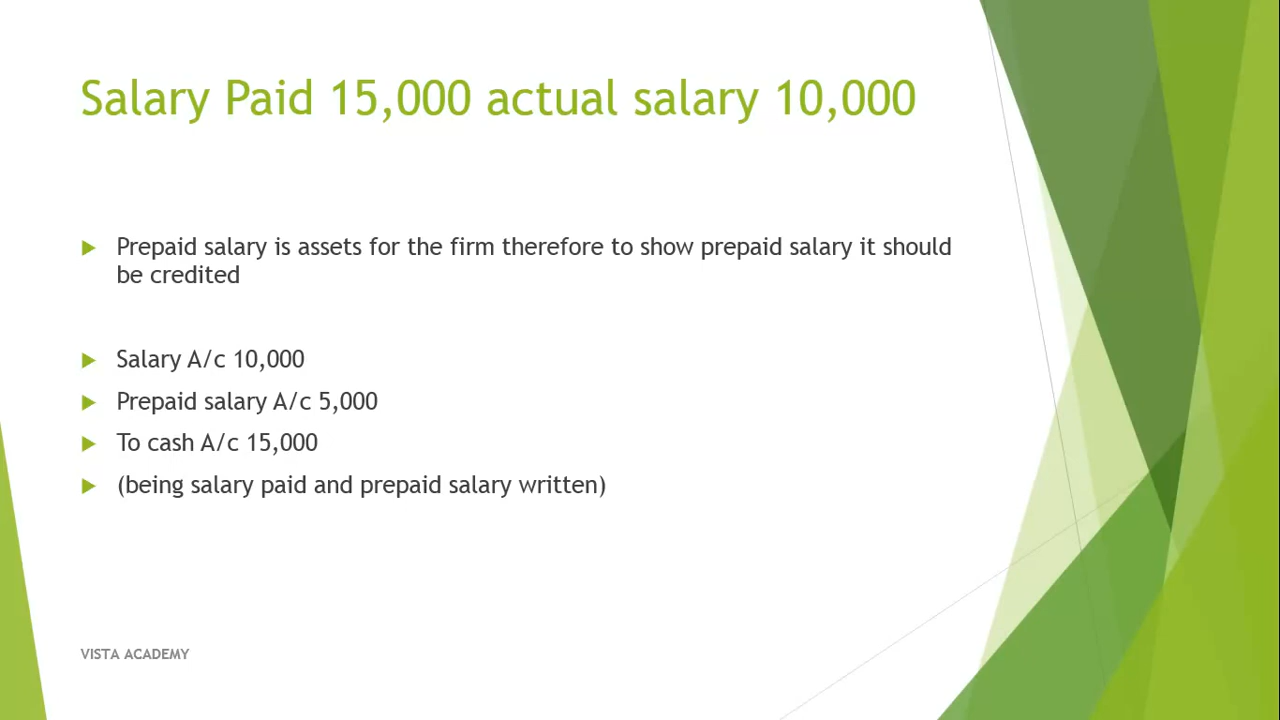 Salary Paid 15,000 actual salary 10,000
Prepaid salary is assets for the firm therefore to show prepaid salary it should
be credited
Salary A/c 10,000
Prepaid salary A/c 5,000
To cash A/c 15,000
(being salary paid and prepaid salary written)
VISTA ACADEMY